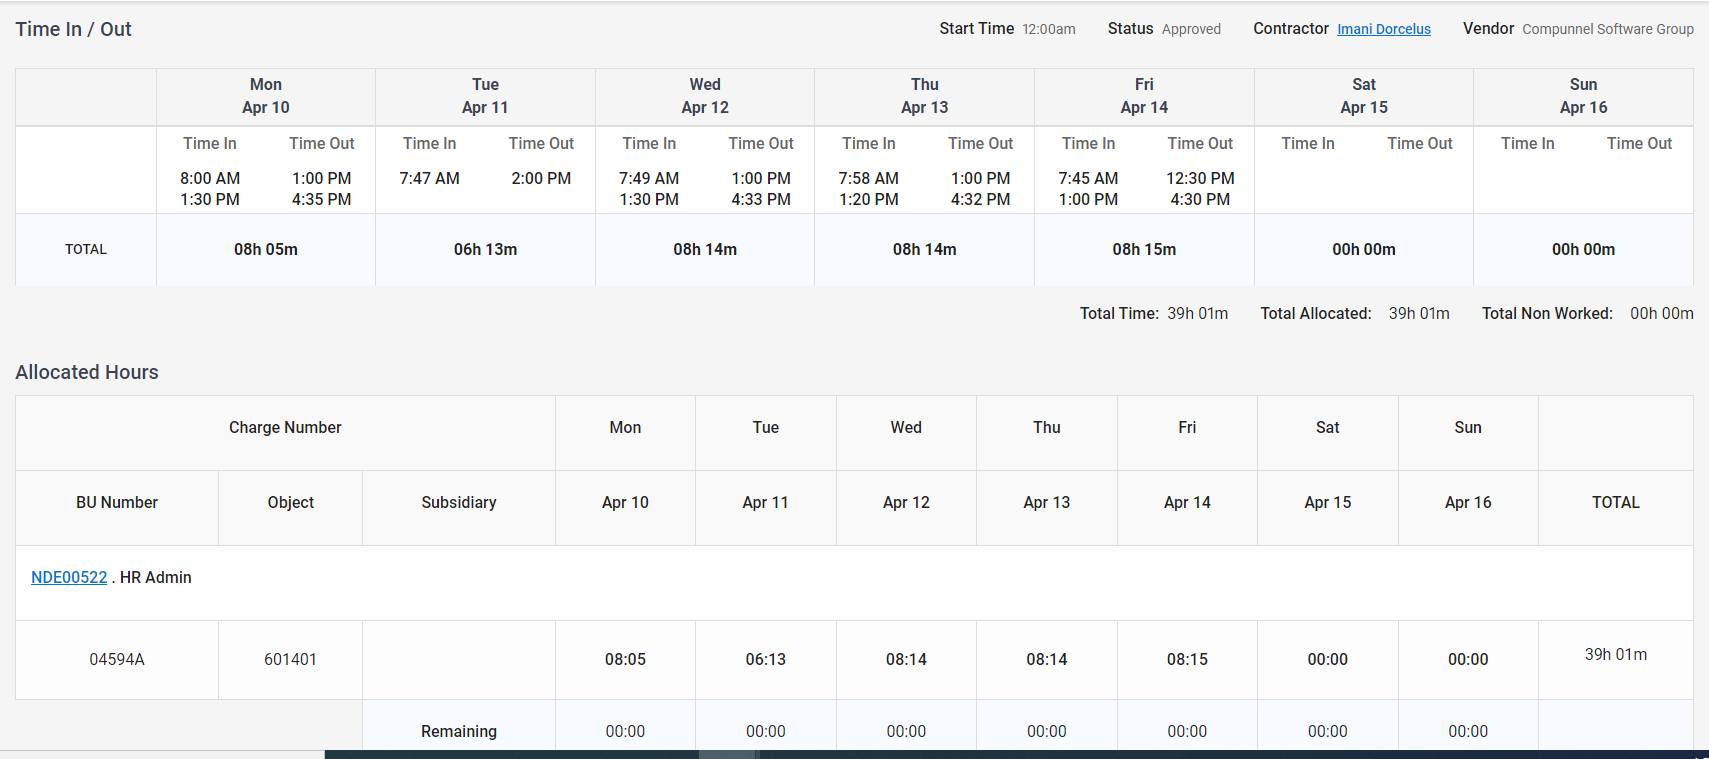 Time In / Out Start Time 12:00am Status Approved Contractor Imani Dorcelus Vendor Compunnel Software Group
Mon Tue Wed Thu Fri Sat Sun
Apr 10 Apr 11 Apr 12 Apr 13 Apr 14 Apr 15 Apr 16
Time In Time Out Time In Time Out Time In Time Out Time In Time Out Time In Time Out Time In Time Out Time In Time Out
8:00 AM 1:00 PM 7:47 AM 2:00 PM 7:49 AM 1:00 PM 7:58 AM 1:00 PM 7:45 AM 12:30 PM
1:30 PM 4:35 PM 1:30 PM 4:33 PM 1:20 PM 4:32 PM 1:00 PM 4:30 PM
TOTAL 08h 05m 06h 13m 08h 14m 08h 14m 08h 15m 00h 00m 00h 00m
Total Time: 39h 01m Total Allocated: 39h 01m Total Non Worked: 00h 00m
Allocated Hours
Charge Number Mon Tue Wed Thu Fri Sat Sun
BU Number Object Subsidiary Apr 10 Apr 11 Apr 12 Apr 13 Apr 14 Apr 15 Apr 16 TOTAL
NDE00522 . HR Admin
04594A 601401 08:05 06:13 08:14 08:14 08:15 00:00 00:00 39h 01m
Remaining 00:00 00:00 00:00 00:00 00:00 00:00 00:00